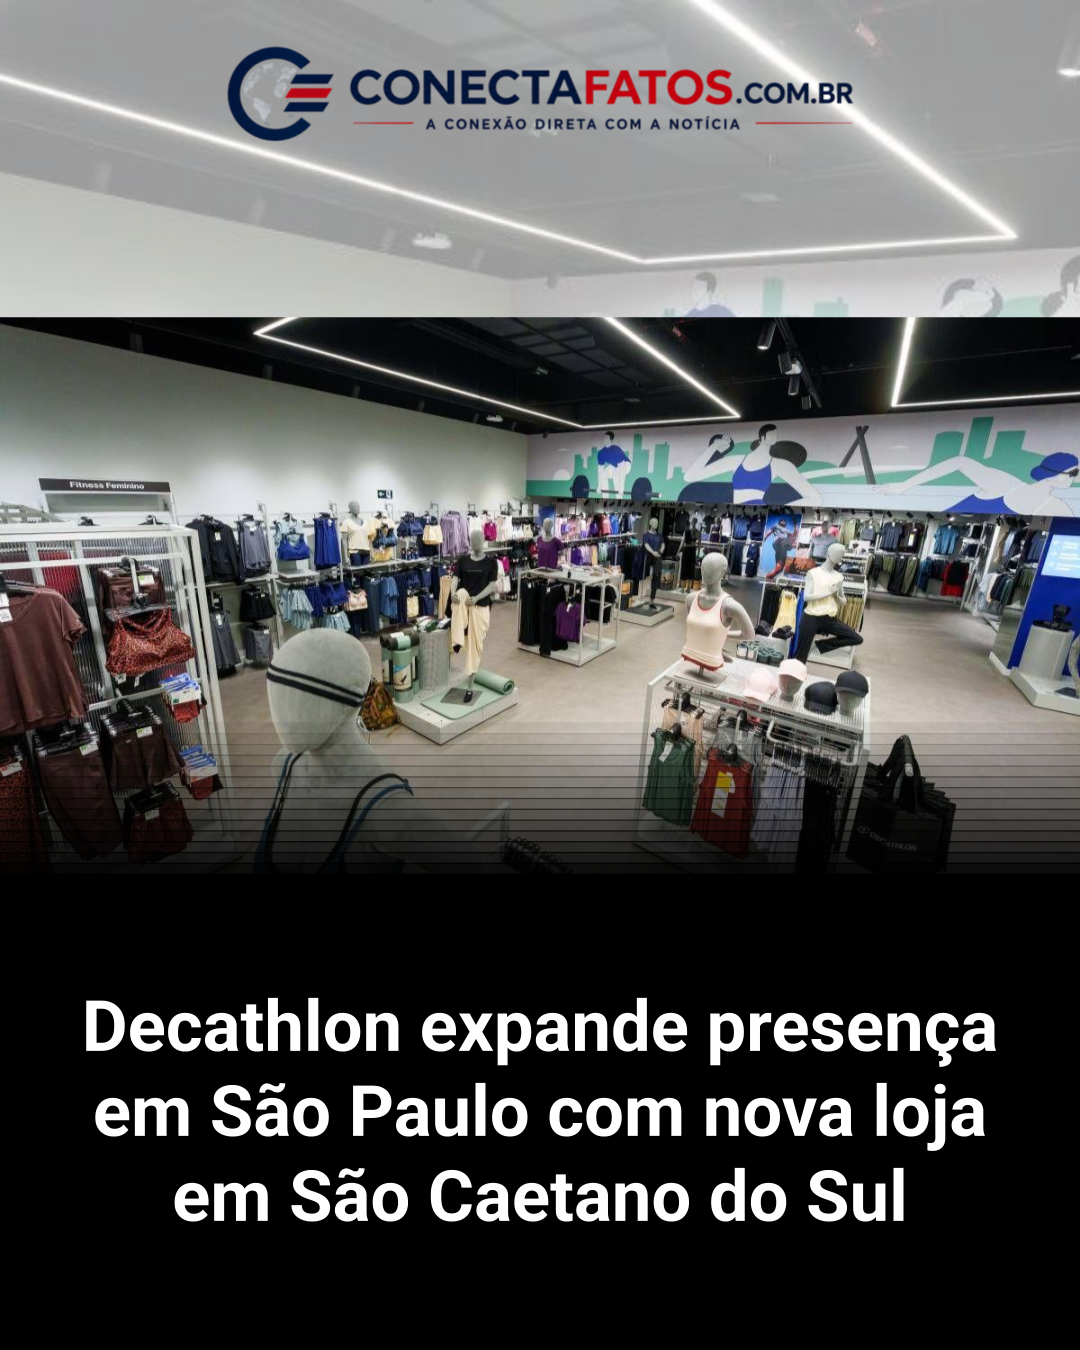 CONECTAFATOS.COM.BR
A CONEXÃO DIRETA COM A NOTÍCIA
Fitness Feminino
DECATHLON
Decathlon expande presença
em São Paulo com nova loja
em São Caetano do Sul